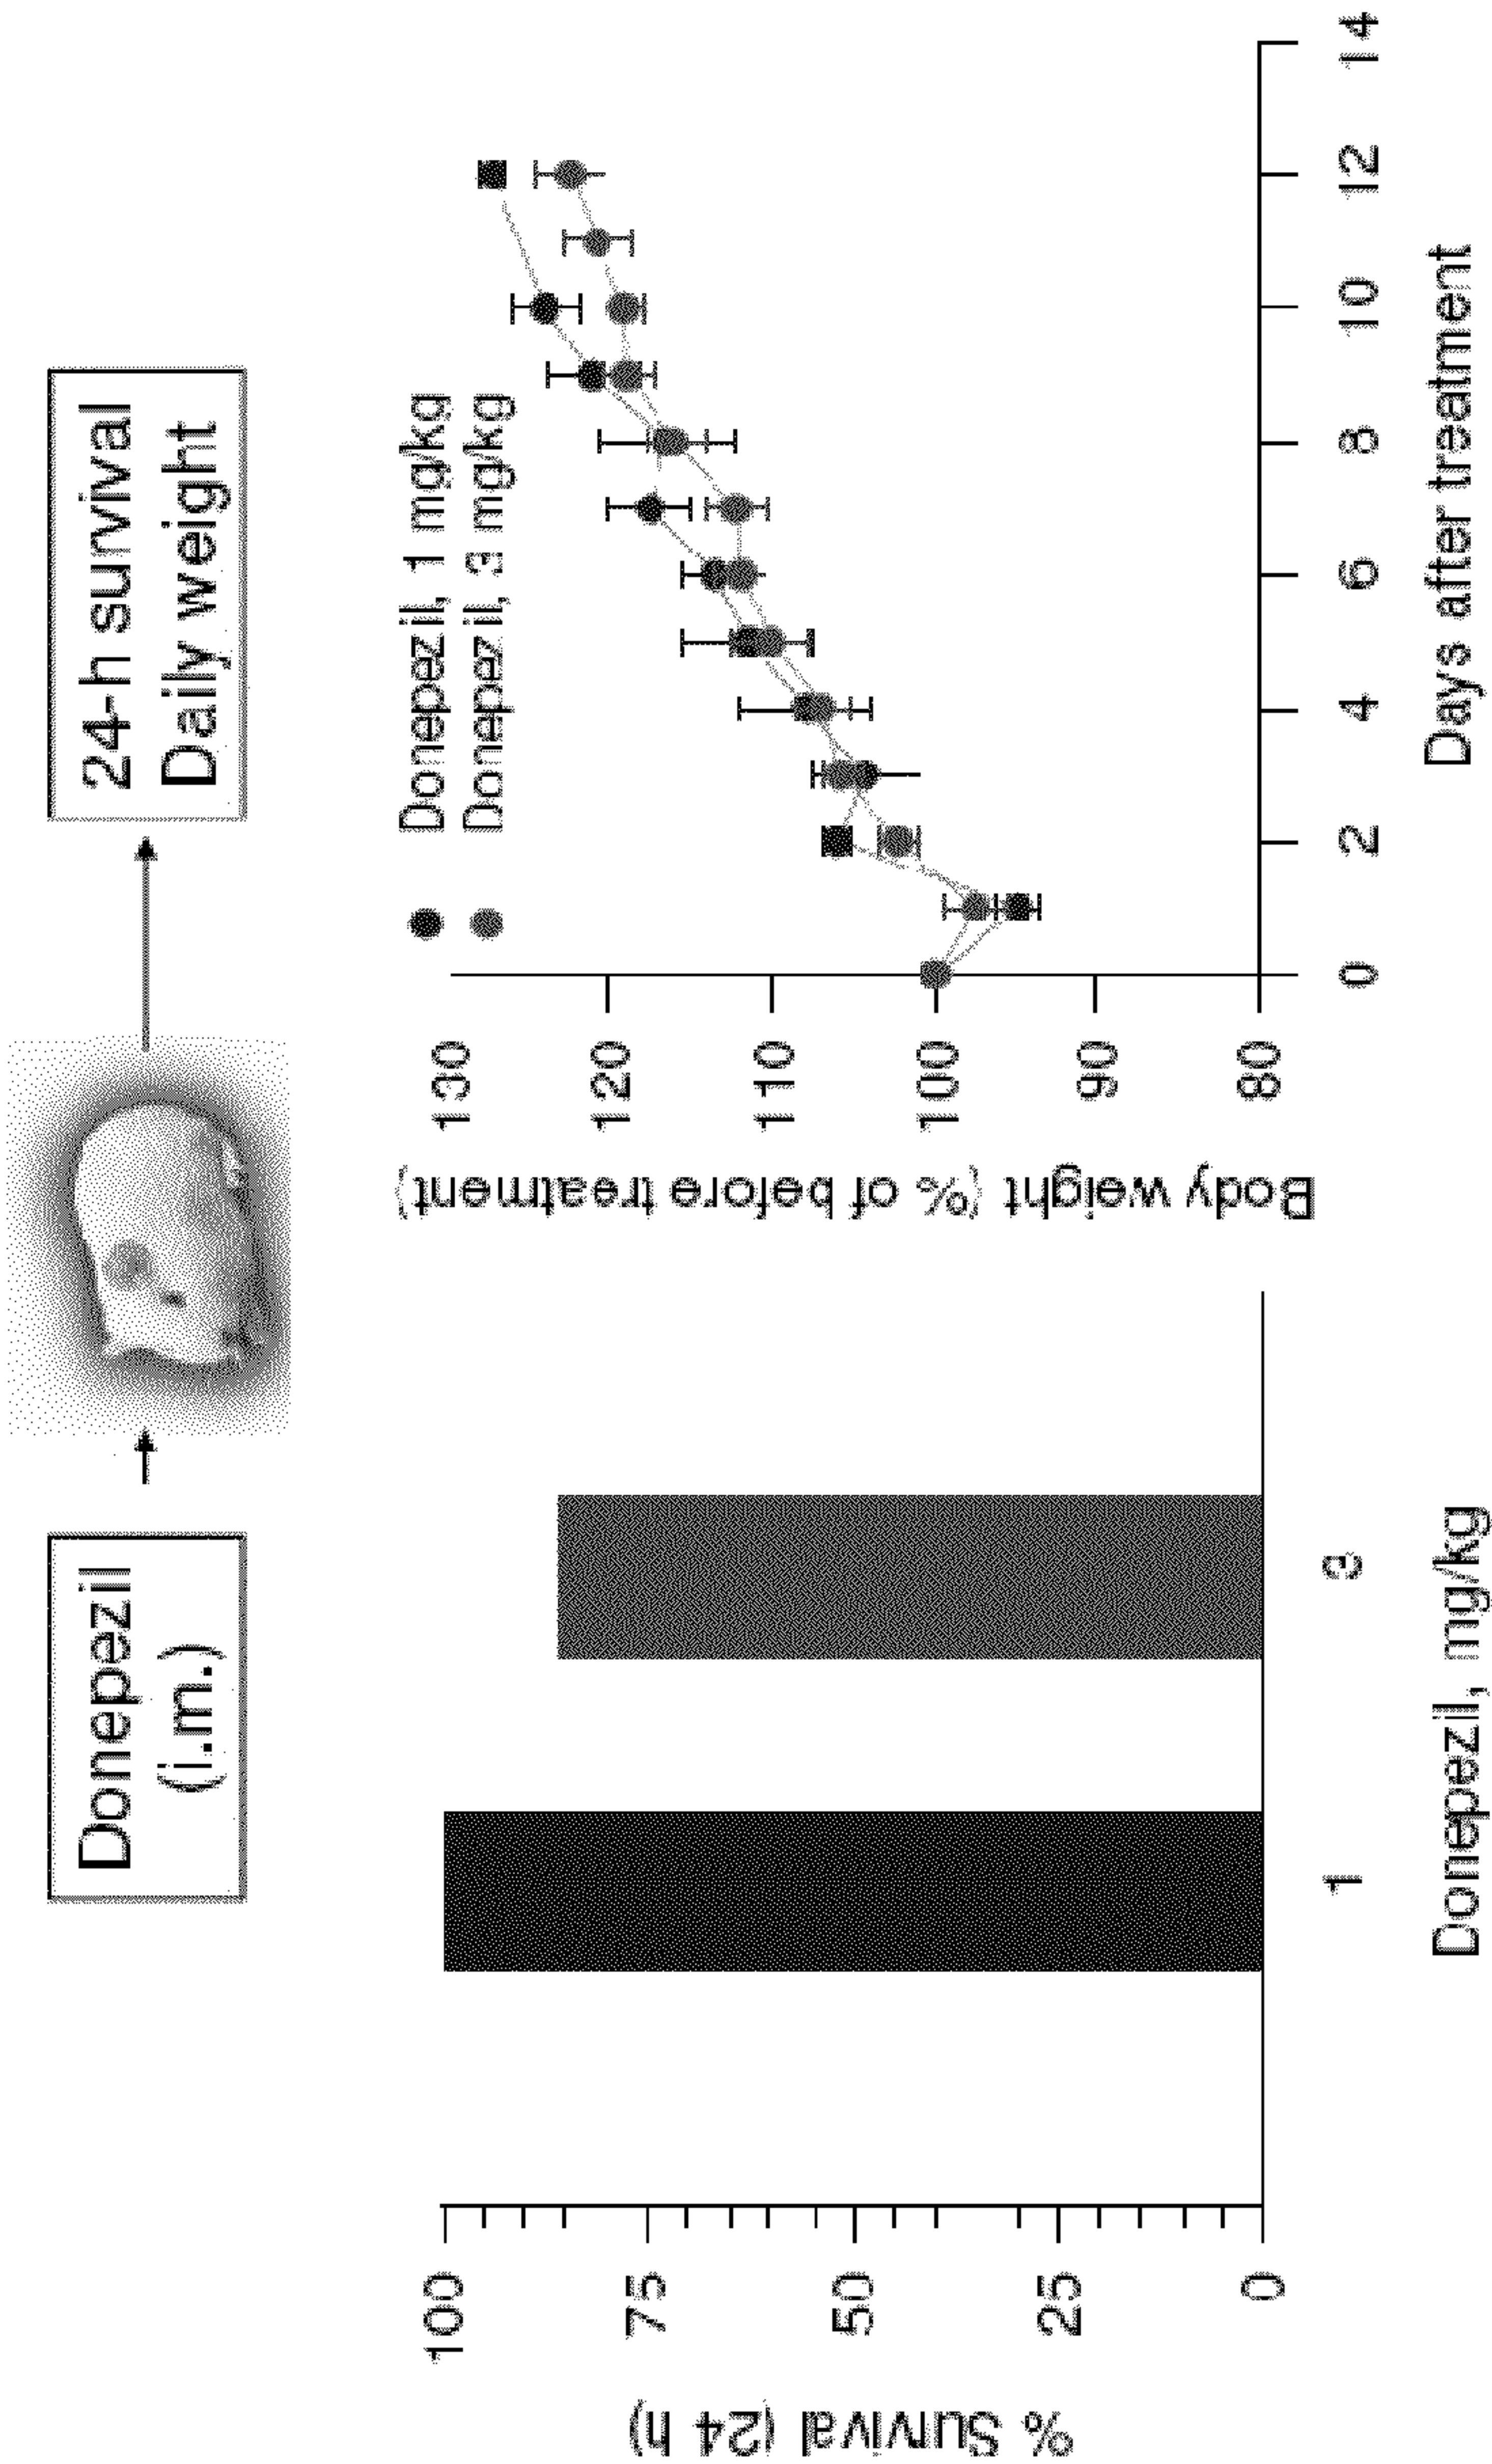 Donepezil
(i.m.)
24-h survival
Daily weight
% Survival (24 h)
100
75
50
25
0
1
3
Donepezil, mg/kg
Body weight (% of before treatment)
130
120
110
100
90
80
Donepezil, 1 mg/kg
Donepezil, 3 mg/kg
0 2 4 6 8 10 12 14
Days after treatment